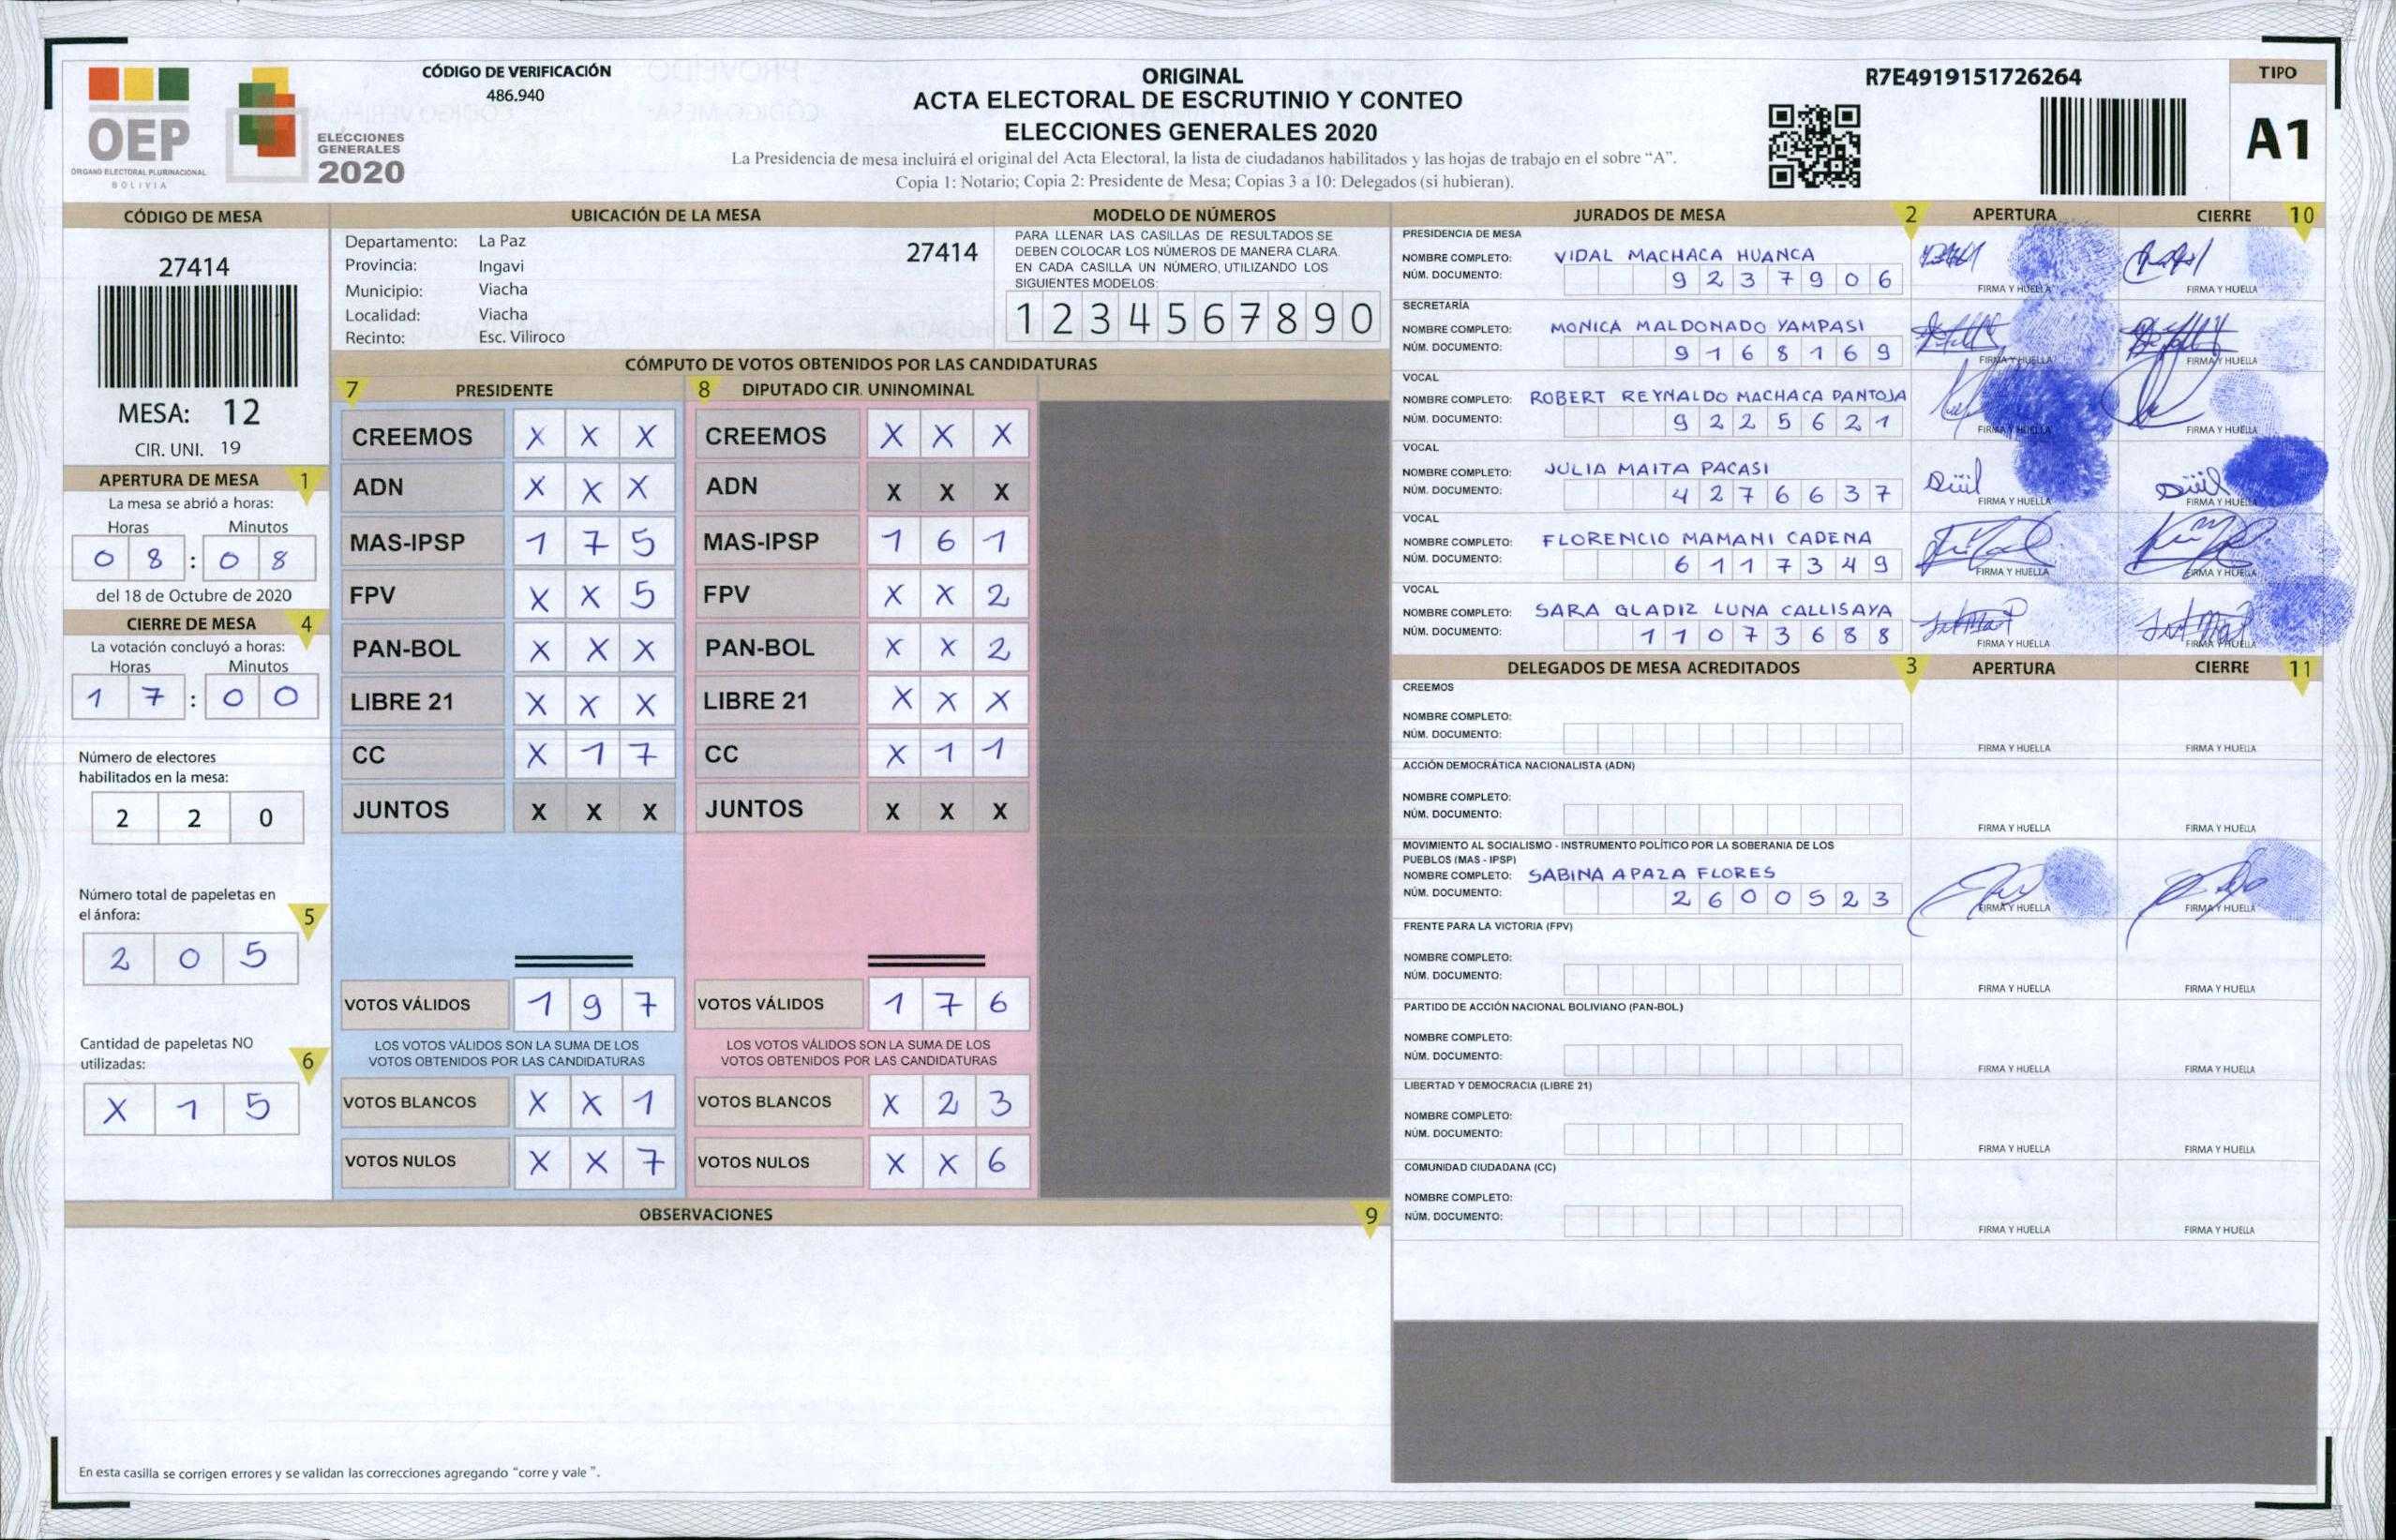 OEP
ÓRGANO ELECTORAL PLURINACIONAL
BOLIVIA
ELECCIONES
GENERALES
2020
CÓDIGO DE VERIFICACIÓN
486.940
ORIGINAL
ACTA ELECTORAL DE ESCRUTINIO Y CONTEO
ELECCIONES GENERALES 2020
La Presidencia de mesa incluirá el original del Acta Electoral, la lista de ciudadanos habilitados y las hojas de trabajo en el sobre “A”.
Copia 1: Notario; Copia 2: Presidente de Mesa; Copias 3 a 10: Delegados (si hubieran).
R7E4919151726264
TIPO
A1
CÓDIGO DE MESA
27414
MESA: 12
CIR. UNI. 19
APERTURA DE MESA 1
La mesa se abrió a horas:
Horas Minutos
0 8 : 0 8
del 18 de Octubre de 2020
CIERRE DE MESA 4
La votación concluyó a horas:
Horas Minutos
1 7 : 0 0
Número de electores
habilitados en la mesa:
2 2 0
Número total de papeletas en
el ánfora: 5
2 0 5
Cantidad de papeletas NO
utilizadas: 6
X 1 5
UBICACIÓN DE LA MESA
Departamento: La Paz
27414
Provincia: Ingavi
Municipio: Viacha
Localidad: Viacha
Recinto: Esc. Viliroco
MODELO DE NÚMEROS
PARA LLENAR LAS CASILLAS DE RESULTADOS SE
DEBEN COLOCAR LOS NÚMEROS DE MANERA CLARA.
EN CADA CASILLA UN NÚMERO, UTILIZANDO LOS
SIGUIENTES MODELOS:
1 2 3 4 5 6 7 8 9 0
CÓMPUTO DE VOTOS OBTENIDOS POR LAS CANDIDATURAS
7 PRESIDENTE 8 DIPUTADO CIR. UNINOMINAL
CREEMOS X X X CREEMOS X X X
ADN X X X ADN X X X
MAS-IPSP 1 7 5 MAS-IPSP 1 6 1
FPV X X 5 FPV X X 2
PAN-BOL X X X PAN-BOL X X 2
LIBRE 21 X X X LIBRE 21 X X X
CC X 1 7 CC X 1 1
JUNTOS X X X JUNTOS X X X
VOTOS VÁLIDOS 1 9 7 VOTOS VÁLIDOS 1 7 6
LOS VOTOS VÁLIDOS SON LA SUMA DE LOS LOS VOTOS VÁLIDOS SON LA SUMA DE LOS
VOTOS OBTENIDOS POR LAS CANDIDATURAS VOTOS OBTENIDOS POR LAS CANDIDATURAS
VOTOS BLANCOS X X 1 VOTOS BLANCOS X 2 3
VOTOS NULOS X X 7 VOTOS NULOS X X 6
OBSERVACIONES 9
En esta casilla se corrigen errores y se validan las correcciones agregando “corre y vale”.
JURADOS DE MESA 2 APERTURA CIERRE 10
PRESIDENCIA DE MESA
NOMBRE COMPLETO: VIDAL MACHACA HUANCA
NÚM. DOCUMENTO: 9 2 3 7 9 0 6
FIRMA Y HUELLA FIRMA Y HUELLA
SECRETARÍA
NOMBRE COMPLETO: MONICA MALDONADO YAMPASI
NÚM. DOCUMENTO: 9 1 6 8 1 6 9
FIRMA Y HUELLA FIRMA Y HUELLA
VOCAL
NOMBRE COMPLETO: ROBERT REYNALDO MACHACA PANTOJA
NÚM. DOCUMENTO: 9 2 2 5 6 2 1
FIRMA Y HUELLA FIRMA Y HUELLA
VOCAL
NOMBRE COMPLETO: JULIA MAITA PACASI
NÚM. DOCUMENTO: 4 2 7 6 6 3 7
FIRMA Y HUELLA FIRMA Y HUELLA
VOCAL
NOMBRE COMPLETO: FLORENCIO MAMANI CADENA
NÚM. DOCUMENTO: 6 1 1 7 3 4 9
FIRMA Y HUELLA FIRMA Y HUELLA
VOCAL
NOMBRE COMPLETO: SARA GLADIZ LUNA CALLISAYA
NÚM. DOCUMENTO: 1 1 0 7 3 6 8 8
FIRMA Y HUELLA FIRMA Y HUELLA
DELEGADOS DE MESA ACREDITADOS 3 APERTURA CIERRE 11
CREEMOS
NOMBRE COMPLETO:
NÚM. DOCUMENTO:
FIRMA Y HUELLA FIRMA Y HUELLA
ACCIÓN DEMOCRÁTICA NACIONALISTA (ADN)
NOMBRE COMPLETO:
NÚM. DOCUMENTO:
FIRMA Y HUELLA FIRMA Y HUELLA
MOVIMIENTO AL SOCIALISMO - INSTRUMENTO POLÍTICO POR LA SOBERANIA DE LOS
PUEBLOS (MAS - IPSP)
NOMBRE COMPLETO: SABINA APAZA FLORES
NÚM. DOCUMENTO: 2 6 0 0 5 2 3
FIRMA Y HUELLA FIRMA Y HUELLA
FRENTE PARA LA VICTORIA (FPV)
NOMBRE COMPLETO:
NÚM. DOCUMENTO:
FIRMA Y HUELLA FIRMA Y HUELLA
PARTIDO DE ACCIÓN NACIONAL BOLIVIANO (PAN-BOL)
NOMBRE COMPLETO:
NÚM. DOCUMENTO:
FIRMA Y HUELLA FIRMA Y HUELLA
LIBERTAD Y DEMOCRACIA (LIBRE 21)
NOMBRE COMPLETO:
NÚM. DOCUMENTO:
FIRMA Y HUELLA FIRMA Y HUELLA
COMUNIDAD CIUDADANA (CC)
NOMBRE COMPLETO:
NÚM. DOCUMENTO:
FIRMA Y HUELLA FIRMA Y HUELLA